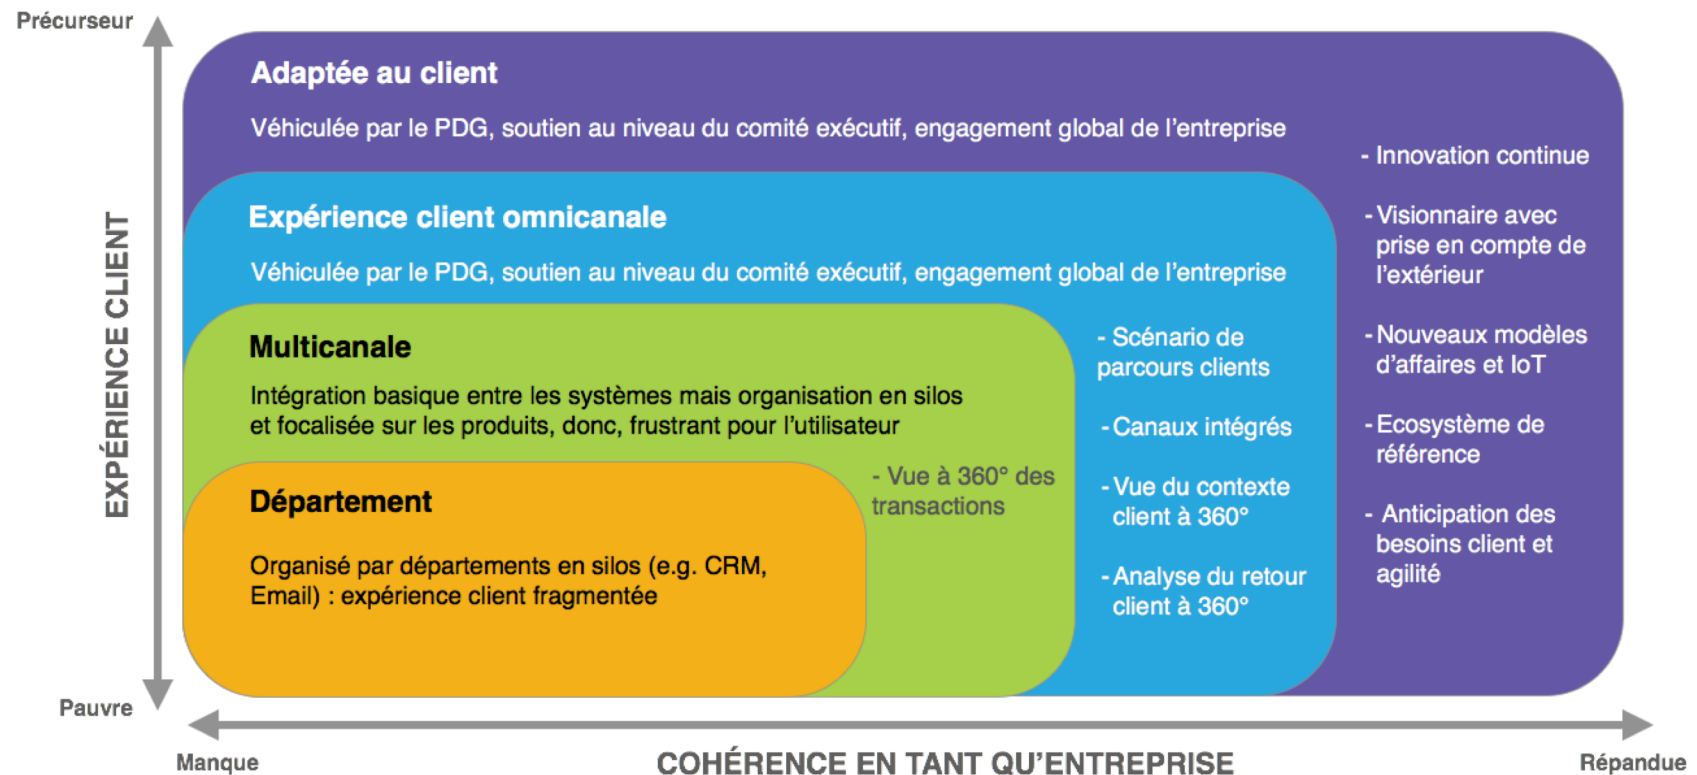 Précurseur
Adaptée au client
Véhiculée par le PDG, soutien au niveau du comité exécutif, engagement global de l'entreprise
- Innovation continue
- Visionnaire avec
prise en compte de
l'extérieur
- Nouveaux modèles
d'affaires et IoT
- Ecosystème de
référence
- Anticipation des
besoins client et
agilité
Expérience client omnicanale
Véhiculée par le PDG, soutien au niveau du comité exécutif, engagement global de l'entreprise
- Scénario de
parcours clients
- Canaux intégrés
- Vue du contexte
client à 360°
- Analyse du retour
client à 360°
Multicanale
Intégration basique entre les systèmes mais organisation en silos
et focalisée sur les produits, donc, frustrant pour l'utilisateur
- Vue à 360° des
transactions
Département
Organisé par départements en silos (e.g. CRM,
Email) : expérience client fragmentée
EXPÉRIENCE CLIENT
Pauvre
Manque
COHÉRENCE EN TANT QU'ENTREPRISE
Répandue